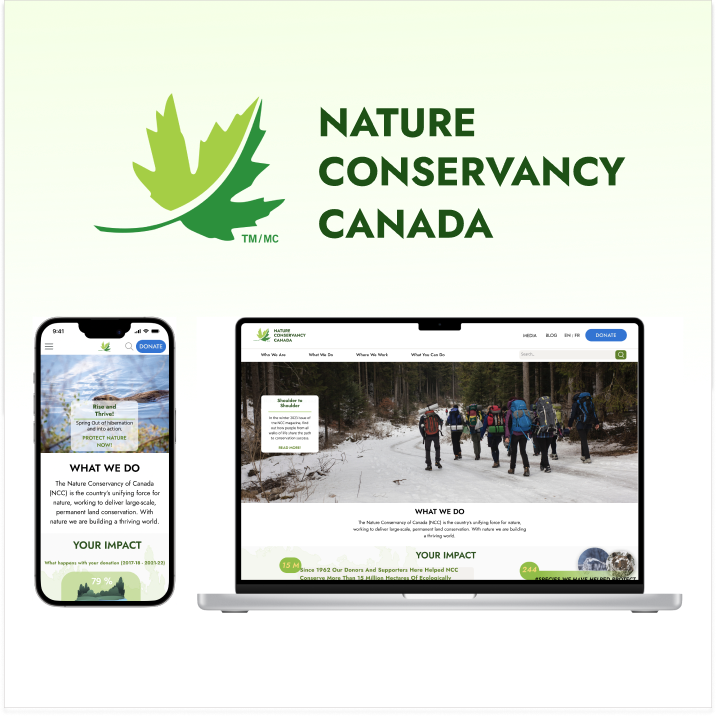 NATURE
CONSERVANCY
CANADA
TM/MC
9:41
DONATE
Rise and
Thrive!
Spring Out of hibernation
and into action.
PROTECT NATURE
NOW!
WHAT WE DO
The Nature Conservancy of Canada
(NCC) is the country's unifying force for
nature, working to deliver large-scale,
permanent land conservation. With
nature we are building a thriving world.
YOUR IMPACT
What happens with your donation (2017-18 - 2021-22)
79 %
NATURE
CONSERVANCY
CANADA
MEDIA BLOG EN | FR DONATE
Who We Are What We Do Where We Work What You Can Do Search...
Shoulder to
Shoulder
In the winter 2023 issue of
the NCC magazine, find
out how people from all
walks of life share the path
to conservation success.
READ MORE!
WHAT WE DO
The Nature Conservancy of Canada (NCC) is the country's unifying force for nature,
working to deliver large-scale, permanent land conservation. With nature we are building
a thriving world.
YOUR IMPACT
15 M
Since 1962 Our Donors And Supporters Have Helped NCC
Conserve More Than 15 Million Hectares Of Ecologically
244
#SPECIES WE HAVE HELPED PROTECT